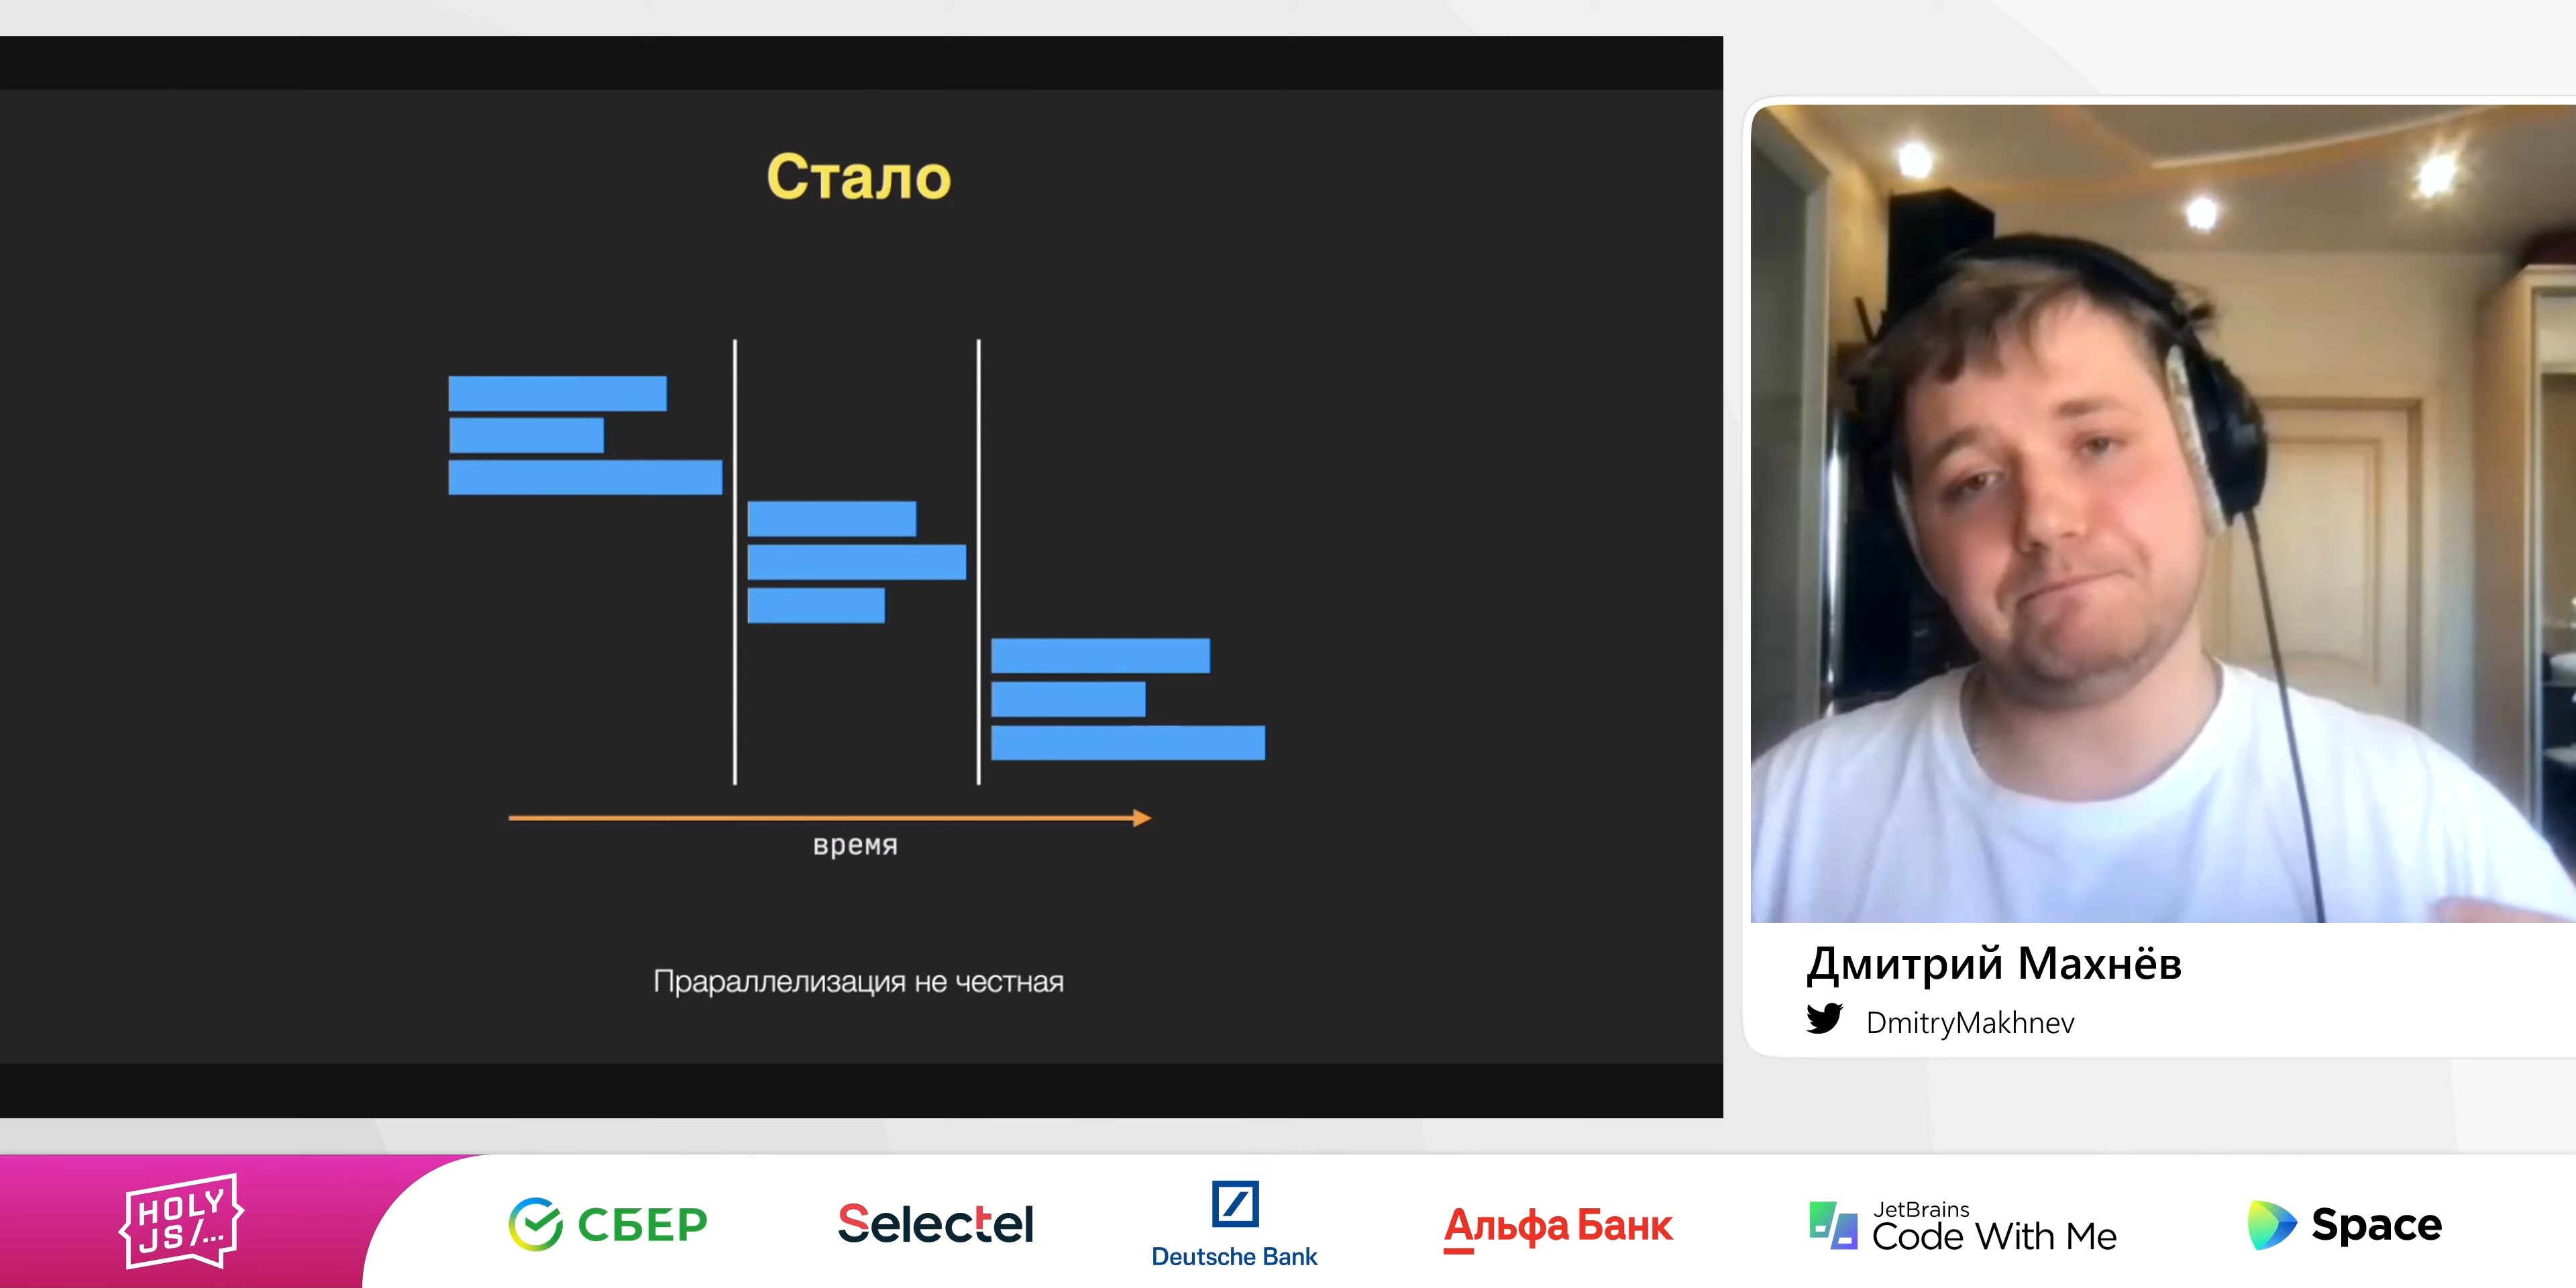 Стало
время
Прараллелизация не честная
Дмитрий Махнёв
DmitryMakhnev
HOLY
JS/...
СБЕР
Selectel
Deutsche Bank
Альфа Банк
JetBrains
Code With Me
Space